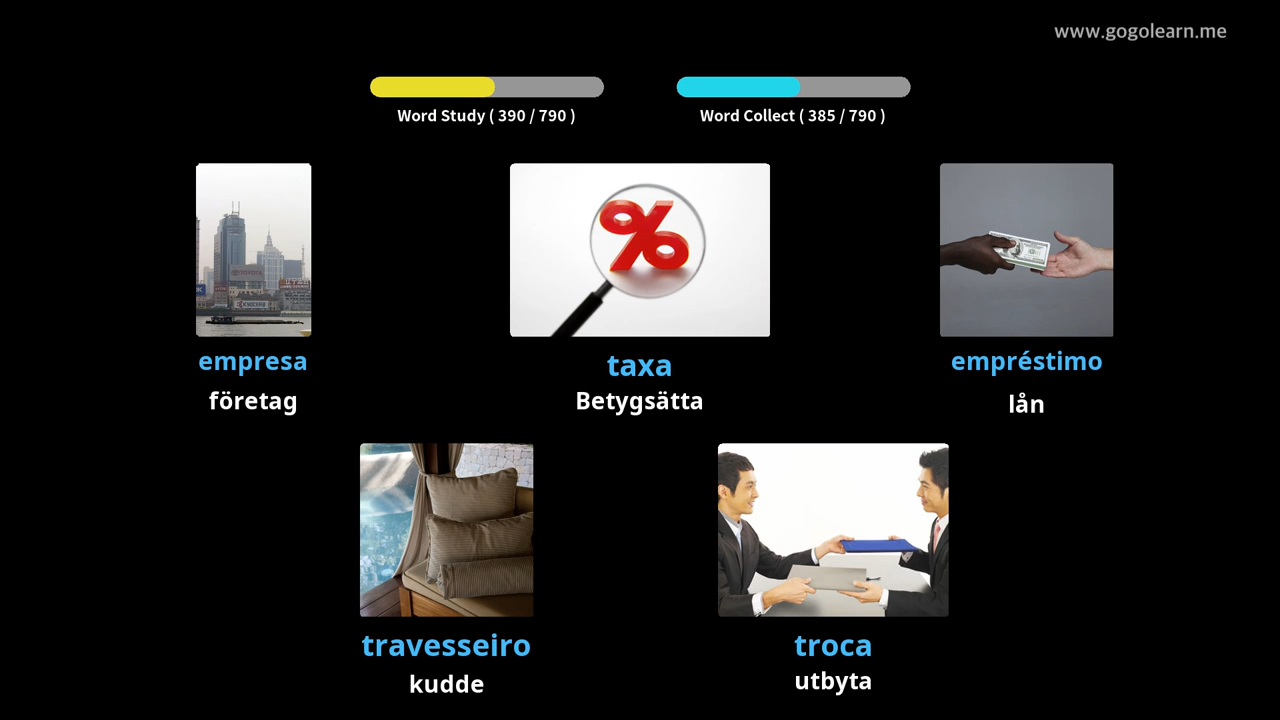 www.gogolearn.me
Word Study ( 390 / 790 )
Word Collect ( 385 / 790 )
TOYOTA
empresa
taxa
empréstimo
företag
Betygsätta
lån
travesseiro
troca
kudde
utbyta